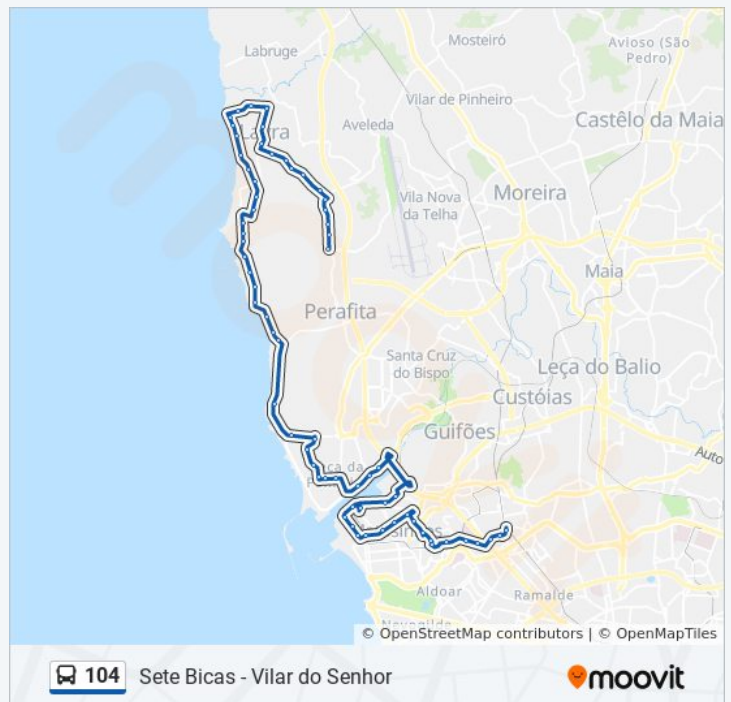 Labruge
Mosteiró
Avioso (São
Pedro)
Vilar de Pinheiro
Castêlo da Maia
Lavra
Aveleda
Moreira
Vila Nova
da Telha
Maia
Perafita
Santa Cruz
do Bispo
Leça do Balio
Custóias
Guifões
Auto
Aldoar
Ramalde
© OpenStreetMap contributors | © OpenMapTiles
104 Sete Bicas - Vilar do Senhor
moovit